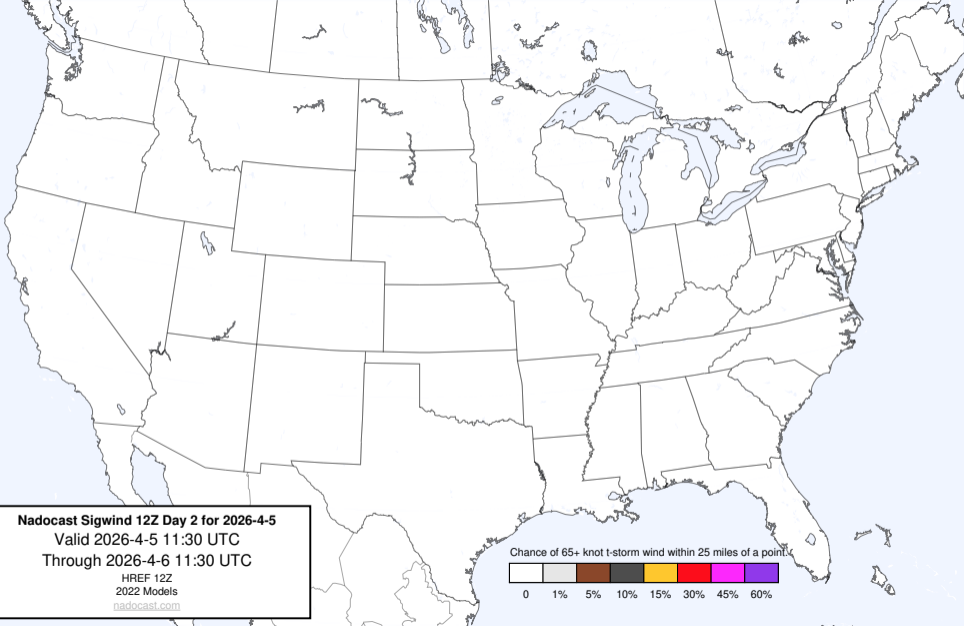 Nadocast Sigwind 12Z Day 2 for 2026-4-5
Valid 2026-4-5 11:30 UTC
Through 2026-4-6 11:30 UTC
HREF 12Z
2022 Models
nadocast.com
Chance of 65+ knot t-storm wind within 25 miles of a point.
0 1% 5% 10% 15% 30% 45% 60%